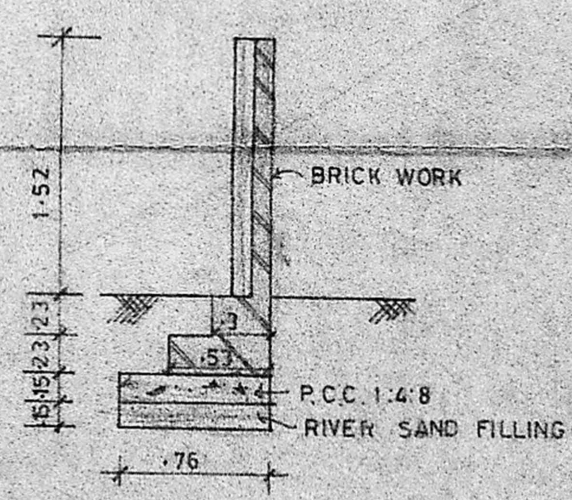 1·52
BRICK WORK
·23
·3
·23
·53
·15
P.C.C. 1:4:8
·15
RIVER SAND FILLING
·76